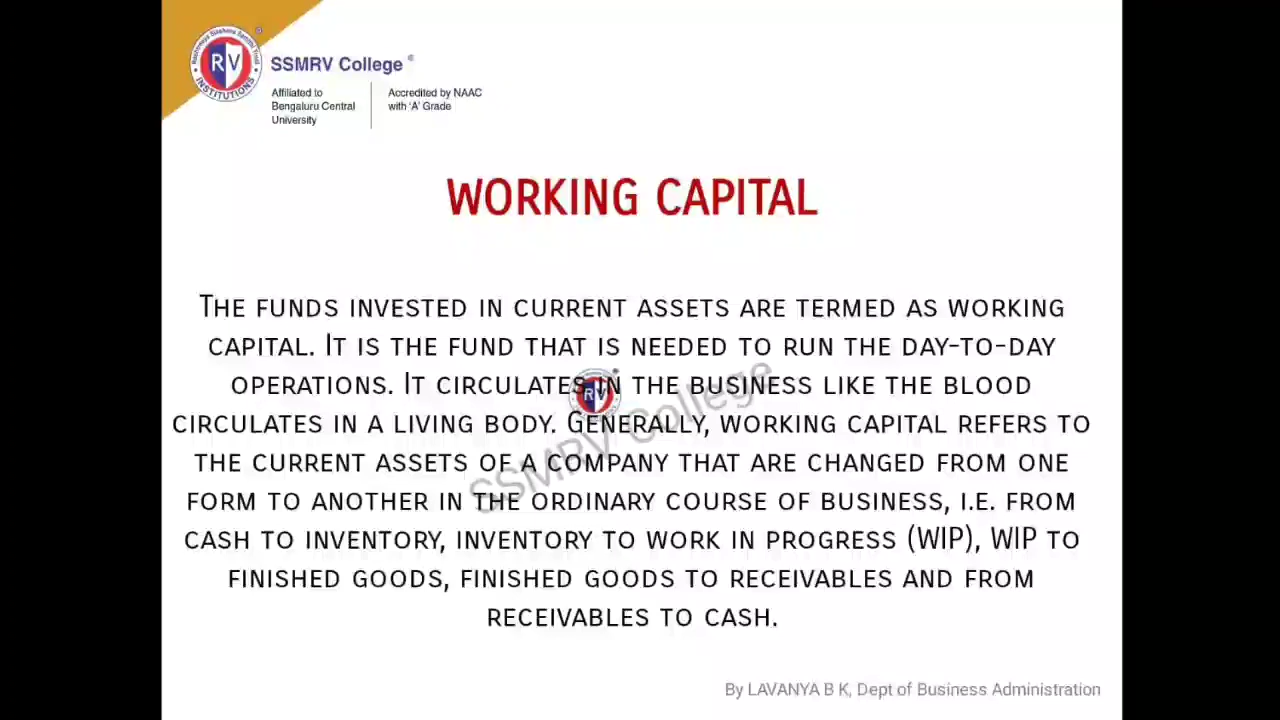 SSMRV College
Affiliated to
Bengaluru Central
University
Accredited by NAAC
with 'A' Grade
RV
INSTITUTIONS
WORKING CAPITAL
THE FUNDS INVESTED IN CURRENT ASSETS ARE TERMED AS WORKING
CAPITAL. IT IS THE FUND THAT IS NEEDED TO RUN THE DAY-TO-DAY
OPERATIONS. IT CIRCULATES IN THE BUSINESS LIKE THE BLOOD
CIRCULATES IN A LIVING BODY. GENERALLY, WORKING CAPITAL REFERS TO
THE CURRENT ASSETS OF A COMPANY THAT ARE CHANGED FROM ONE
FORM TO ANOTHER IN THE ORDINARY COURSE OF BUSINESS, I.E. FROM
CASH TO INVENTORY, INVENTORY TO WORK IN PROGRESS (WIP), WIP TO
FINISHED GOODS, FINISHED GOODS TO RECEIVABLES AND FROM
RECEIVABLES TO CASH.
RV
SSMRV College
By LAVANYA B K, Dept of Business Administration